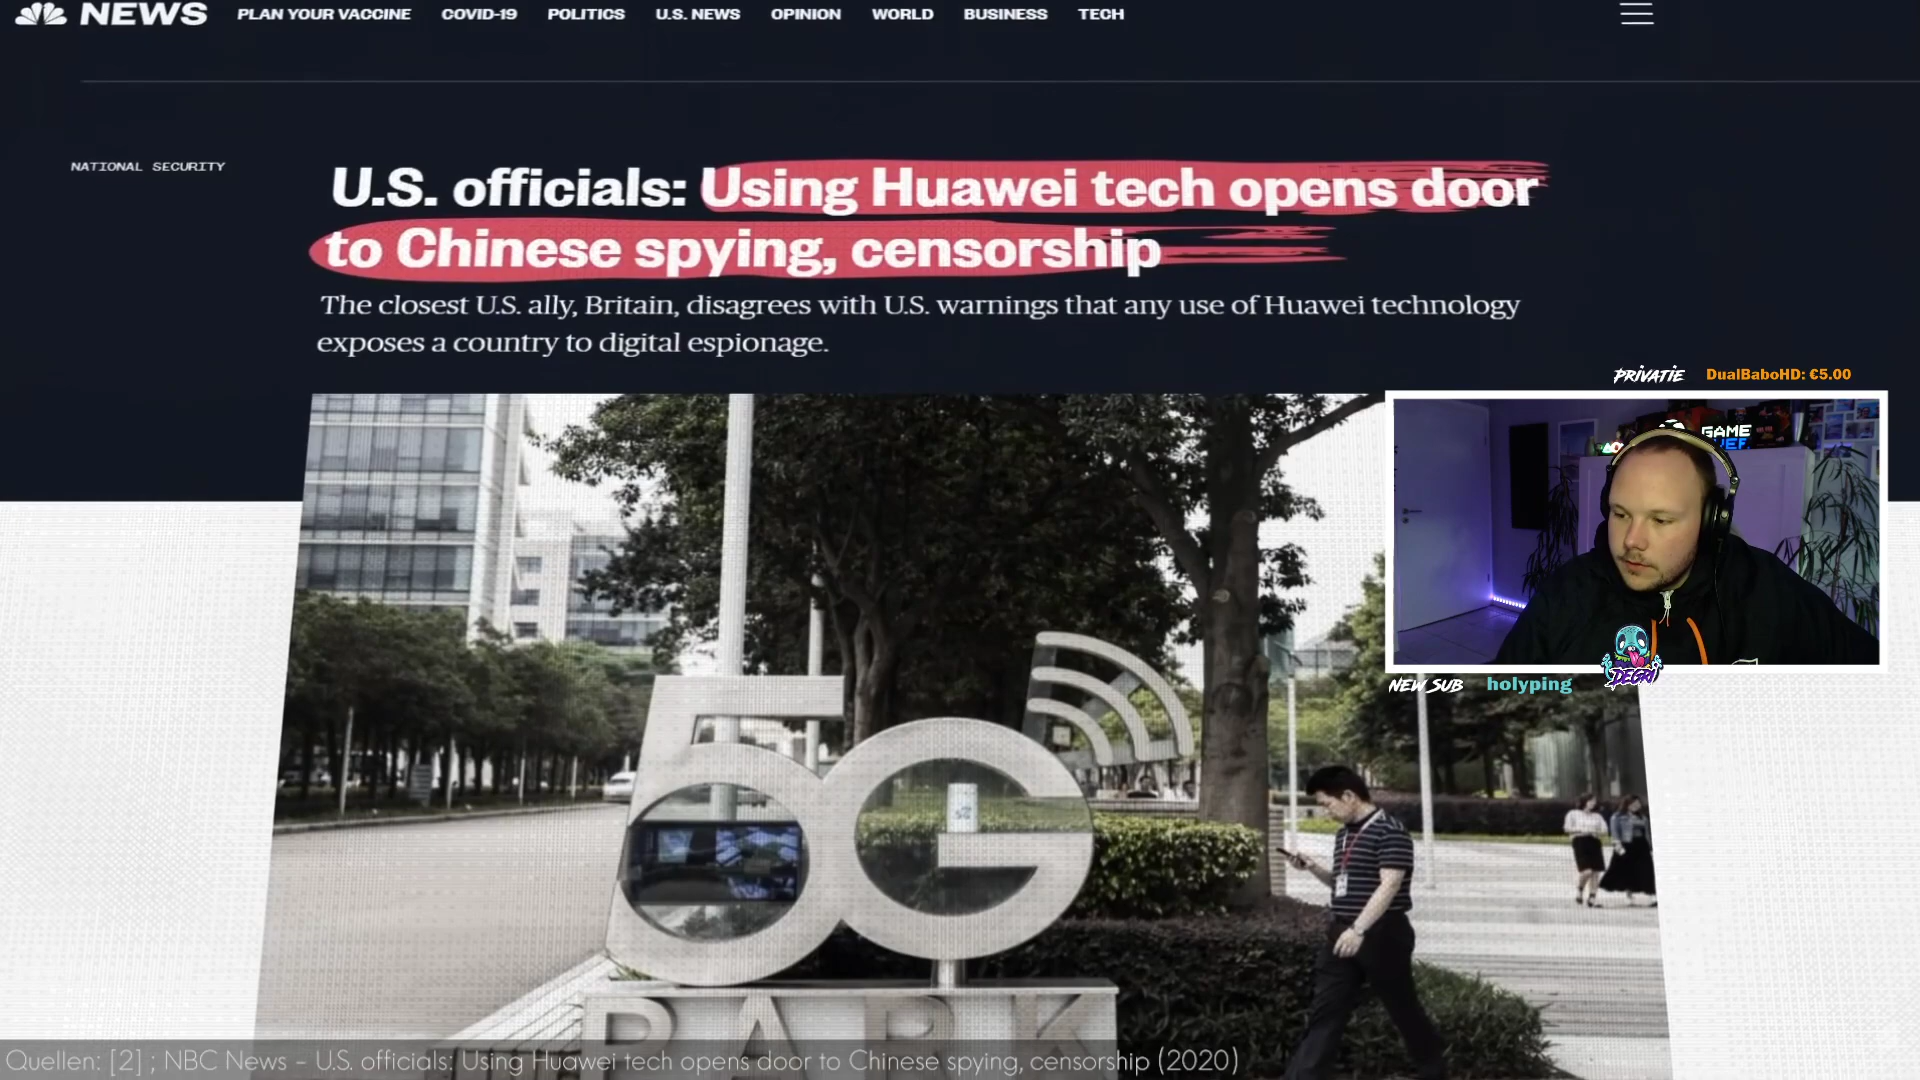 NEWS
PLAN YOUR VACCINE COVID-19 POLITICS U.S. NEWS OPINION WORLD BUSINESS TECH
NATIONAL SECURITY
U.S. officials: Using Huawei tech opens door
to Chinese spying, censorship
The closest U.S. ally, Britain, disagrees with U.S. warnings that any use of Huawei technology
exposes a country to digital espionage.
PRIVATIE DualBaboHD: €5.00
GAME
5G
PARK
DEGRI
NEW SUB holyping
Quellen: [2] ; NBC News - U.S. officials: Using Huawei tech opens door to Chinese spying, censorship (2020)